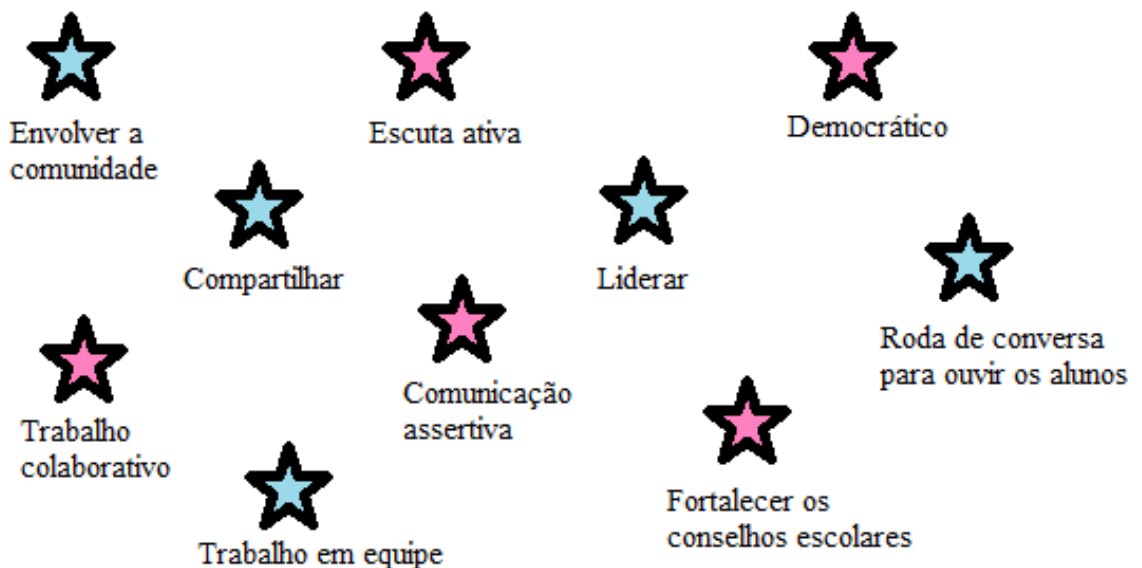 Envolver a
comunidade
Escuta ativa
Democrático
Compartilhar
Liderar
Roda de conversa
para ouvir os alunos
Trabalho
colaborativo
Comunicação
assertiva
Fortalecer os
conselhos escolares
Trabalho em equipe